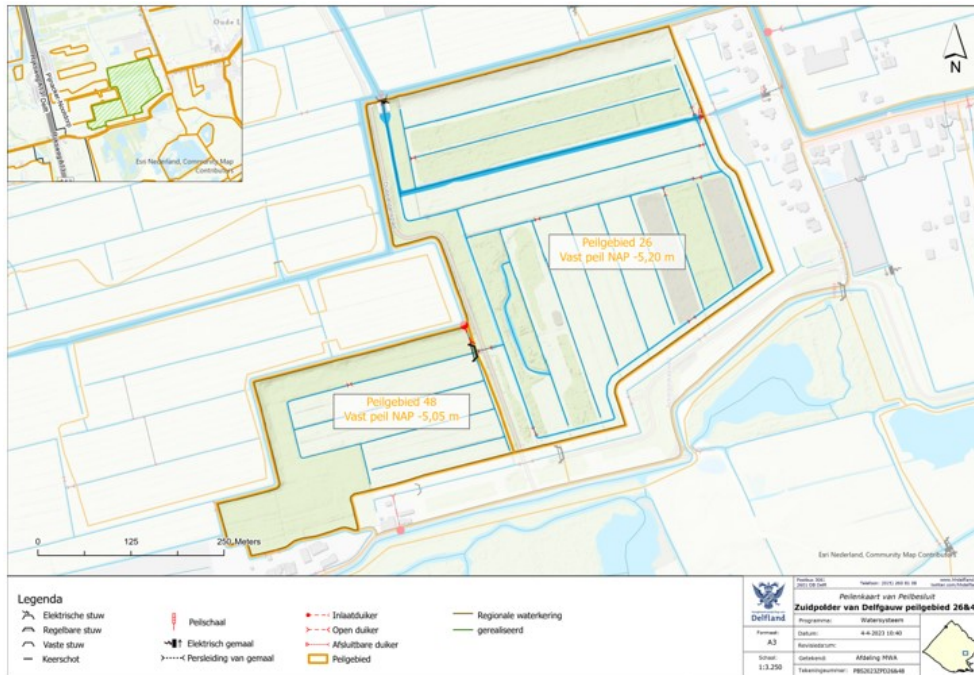 Oude L
Esri Nederland, Community Map
Contributors
N
Peilgebied 26
Vast peil NAP -5,20 m
Peilgebied 48
Vast peil NAP -5,05 m
0 125 250 Meters
Esri Nederland, Community Map Contributors
Legenda
Elektrische stuw
Regelbare stuw
Vaste stuw
Keerschot
Peilschaal
Elektrisch gemaal
Persleiding van gemaal
Inlaatduiker
Open duiker
Afsluitbare duiker
Peilgebied
Regionale waterkering
gerealiseerd
Delfland
Formaat:
A3
Schaal:
1:3.250
Peilenkaart van Peilbesluit
Zuidpolder van Delfgauw peilgebied 26&4
Programma: Watersysteem
Datum: 4-4-2023 10:40
Revisiedatum:
Getekend: Afdeling MWA
Tekeningnummer: PBS2023ZPD26&48